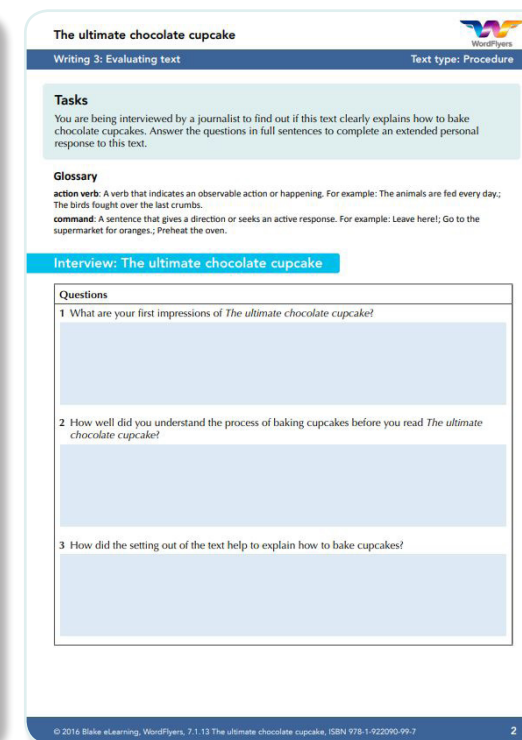 The ultimate chocolate cupcake
WordFlyers
Writing 3: Evaluating text
Text type: Procedure
Tasks
You are being interviewed by a journalist to find out if this text clearly explains how to bake
chocolate cupcakes. Answer the questions in full sentences to complete an extended personal
response to this text.
Glossary
action verb: A verb that indicates an observable action or happening. For example: The animals are fed every day.;
The birds fought over the last crumbs.
command: A sentence that gives a direction or seeks an active response. For example: Leave here!; Go to the
supermarket for oranges.; Preheat the oven.
Interview: The ultimate chocolate cupcake
Questions
1 What are your first impressions of The ultimate chocolate cupcake?
2 How well did you understand the process of baking cupcakes before you read The ultimate
chocolate cupcake?
3 How did the setting out of the text help to explain how to bake cupcakes?
© 2016 Blake eLearning, WordFlyers, 7.1.13 The ultimate chocolate cupcake, ISBN 978-1-922090-99-7
2